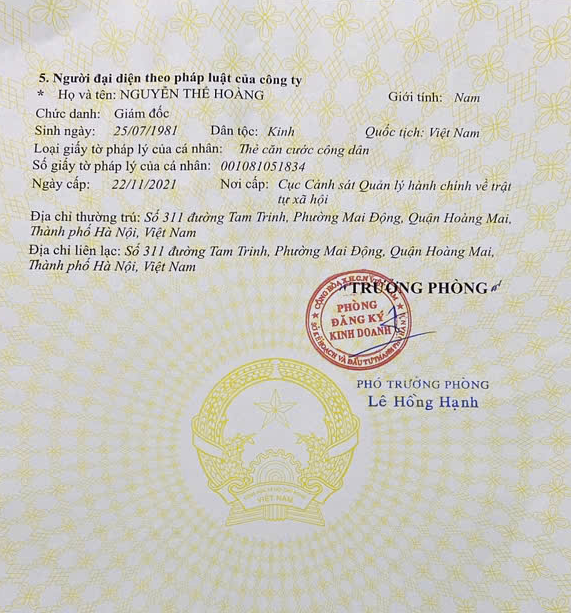 5. Người đại diện theo pháp luật của công ty
* Họ và tên: NGUYỄN THẾ HOÀNG Giới tính: Nam
Chức danh: Giám đốc
Sinh ngày: 25/07/1981 Dân tộc: Kinh Quốc tịch: Việt Nam
Loại giấy tờ pháp lý của cá nhân: Thẻ căn cước công dân
Số giấy tờ pháp lý của cá nhân: 001081051834
Ngày cấp: 22/11/2021 Nơi cấp: Cục Cảnh sát Quản lý hành chính về trật
tự xã hội
Địa chỉ thường trú: Số 311 đường Tam Trinh, Phường Mai Động, Quận Hoàng Mai,
Thành phố Hà Nội, Việt Nam
Địa chỉ liên lạc: Số 311 đường Tam Trinh, Phường Mai Động, Quận Hoàng Mai,
Thành phố Hà Nội, Việt Nam
TRƯỞNG PHÒNG
PHÒNG
ĐĂNG KÝ
KINH DOANH
PHÓ TRƯỞNG PHÒNG
Lê Hồng Hạnh
VIỆT NAM